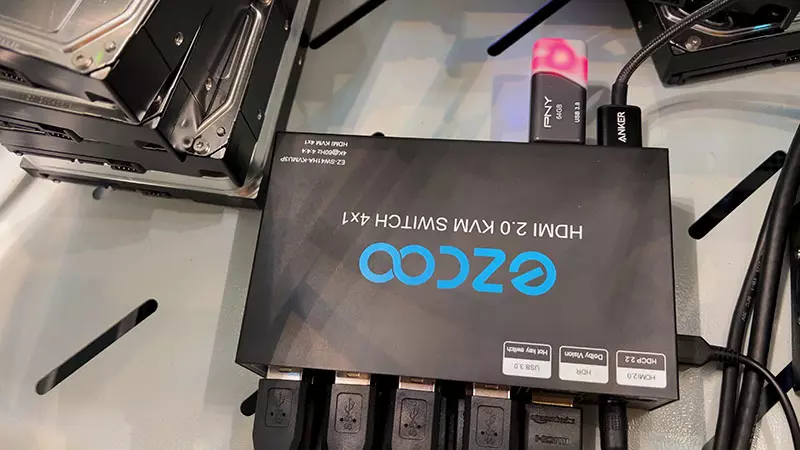 ezcoo
HDMI 2.0 KVM SWITCH 4x1
EZ-SW41HA-KVMU3P
4K@60Hz 4:4:4
HDMI KVM 4x1
HDMI2.0
HDCP 2.2
HDR
Dolby Vision
USB 3.0
Hot key switch
PNY
64GB
USB 3.0
ANKER